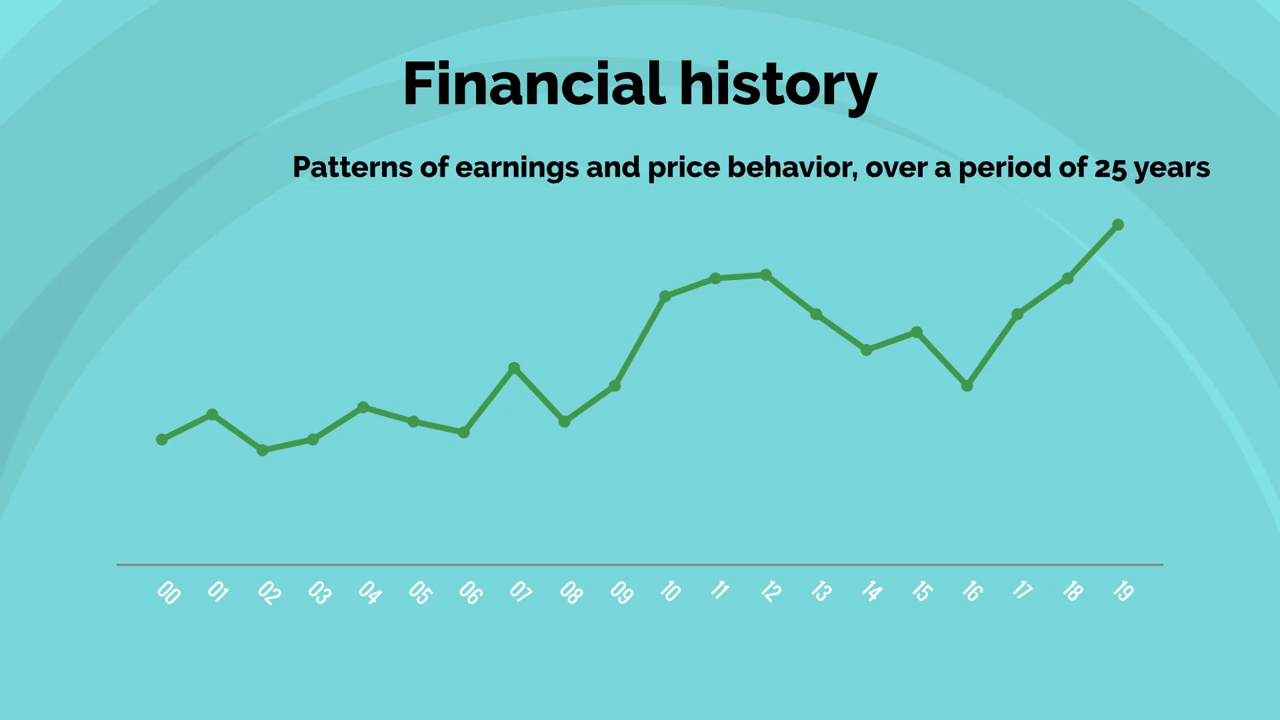 Financial history
Patterns of earnings and price behavior, over a period of 25 years
00 01 02 03 04 05 06 07 08 09 10 11 12 13 14 15 16 17 18 19